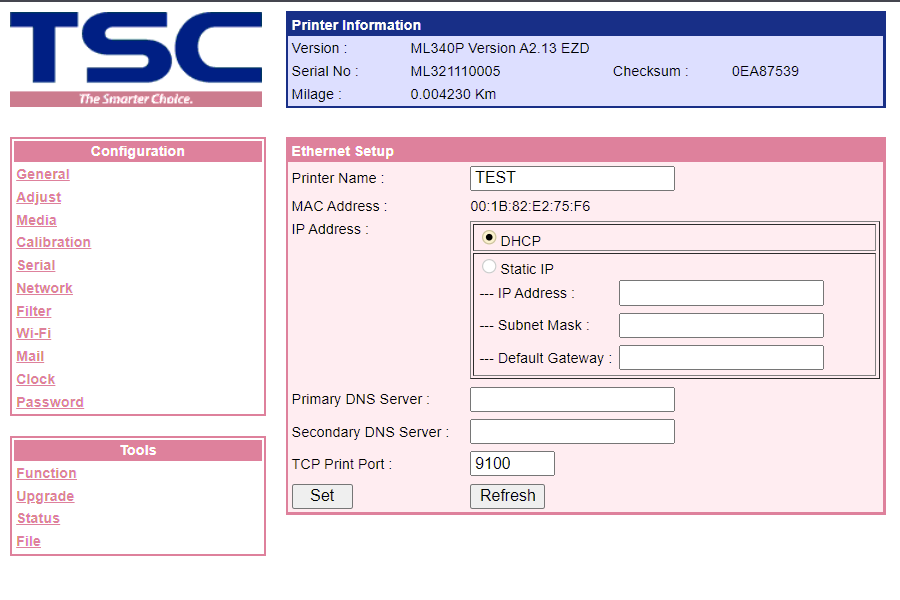 TSC
The Smarter Choice.
Printer Information
Version : ML340P Version A2.13 EZD
Serial No : ML321110005 Checksum : 0EA87539
Milage : 0.004230 Km
Configuration
General
Adjust
Media
Calibration
Serial
Network
Filter
Wi-Fi
Mail
Clock
Password
Tools
Function
Upgrade
Status
File
Ethernet Setup
Printer Name : TEST
MAC Address : 00:1B:82:E2:75:F6
IP Address :
DHCP
Static IP
--- IP Address :
--- Subnet Mask :
--- Default Gateway :
Primary DNS Server :
Secondary DNS Server :
TCP Print Port : 9100
Set Refresh